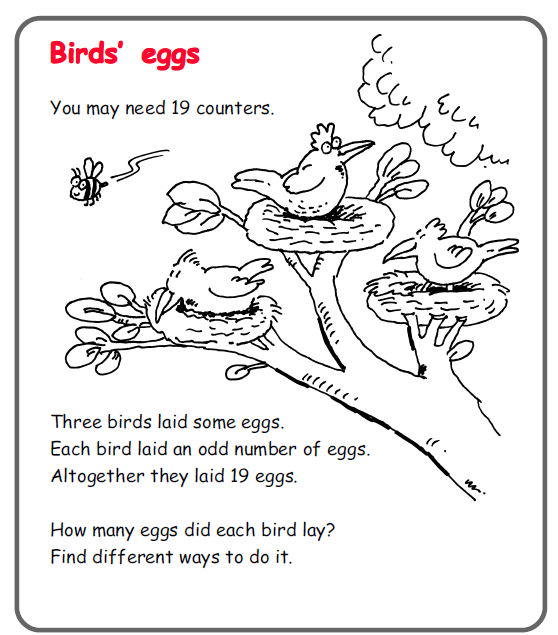 Birds' eggs
You may need 19 counters.
Three birds laid some eggs.
Each bird laid an odd number of eggs.
Altogether they laid 19 eggs.
How many eggs did each bird lay?
Find different ways to do it.